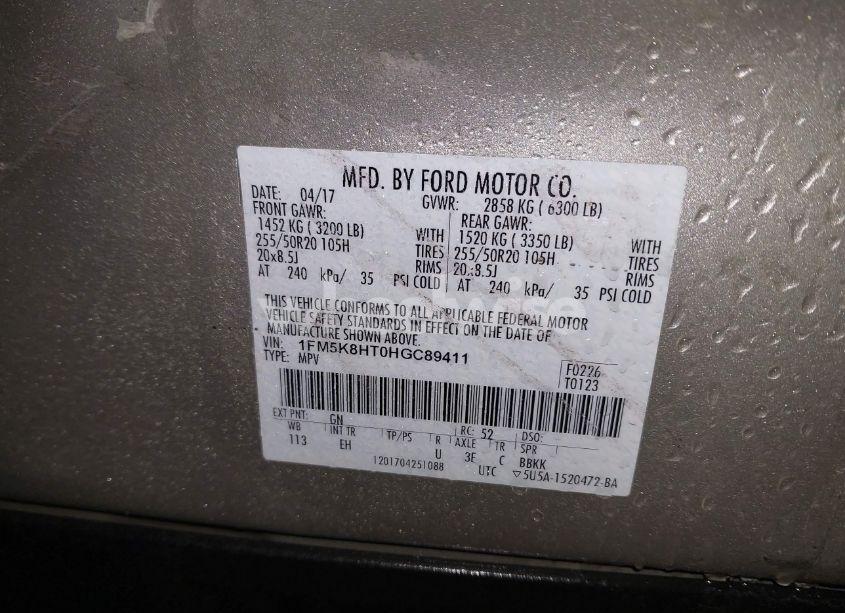 MFD. BY FORD MOTOR CO.
DATE: 04/17 GVWR: 2858 KG ( 6300 LB)
FRONT GAWR: REAR GAWR:
1452 KG ( 3200 LB) WITH 1520 KG ( 3350 LB) WITH
255/50R20 105H TIRES 255/50R20 105H TIRES
20x8.5J RIMS 20.:8.5J RIMS
AT 240 kPa/ 35 PSI COLD AT 240 kPa/ 35 PSI COLD
THIS VEHICLE CONFORMS TO ALL APPLICABLE FEDERAL MOTOR
VEHICLE SAFETY STANDARDS IN EFFECT ON THE DATE OF
MANUFACTURE SHOWN ABOVE.
VIN: 1FM5K8HT0HGC89411
TYPE: MPV
F0226
T0123
EXT PNT: GN RC: 52 DSO:
WB INT TR TP/PS R AXLE TR SPR
113 EH U 3E C BBKK
1201704251088 UTC ▽5U5A-1520472-BA